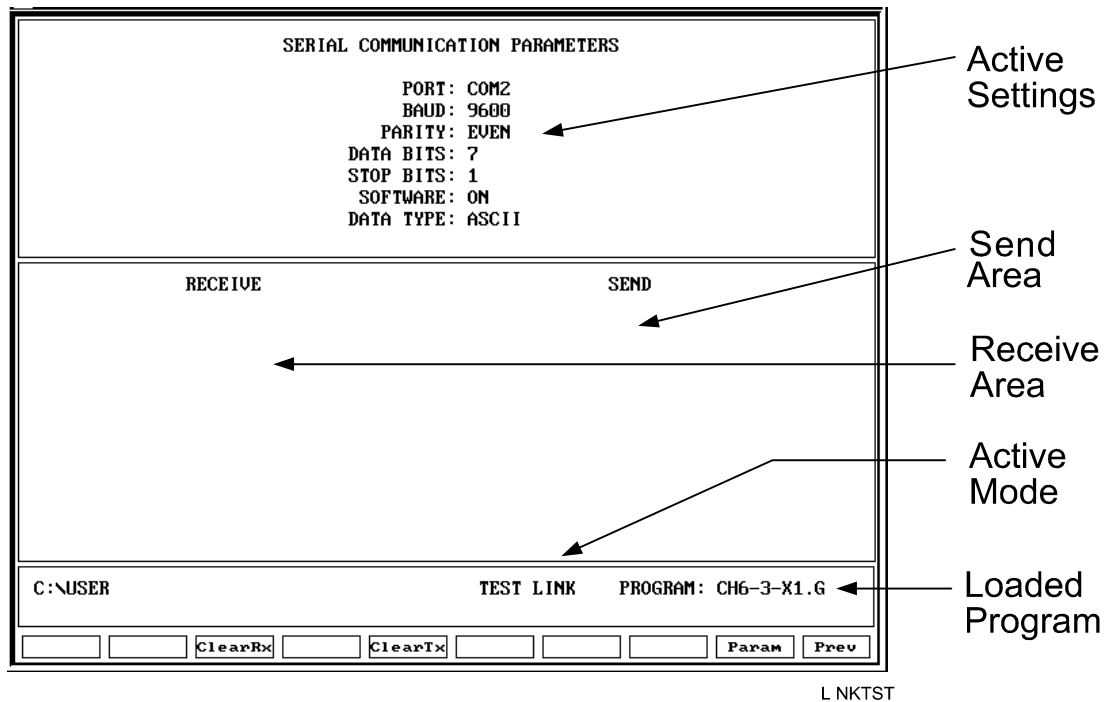 SERIAL COMMUNICATION PARAMETERS
PORT: COM2
BAUD: 9600
PARITY: EVEN
DATA BITS: 7
STOP BITS: 1
SOFTWARE: ON
DATA TYPE: ASCII
Active
Settings
RECEIVE SEND
Send
Area
Receive
Area
Active
Mode
C:\USER TEST LINK PROGRAM: CH6-3-X1.G
Loaded
Program
ClearRx ClearTx Param Prev
L NKTST